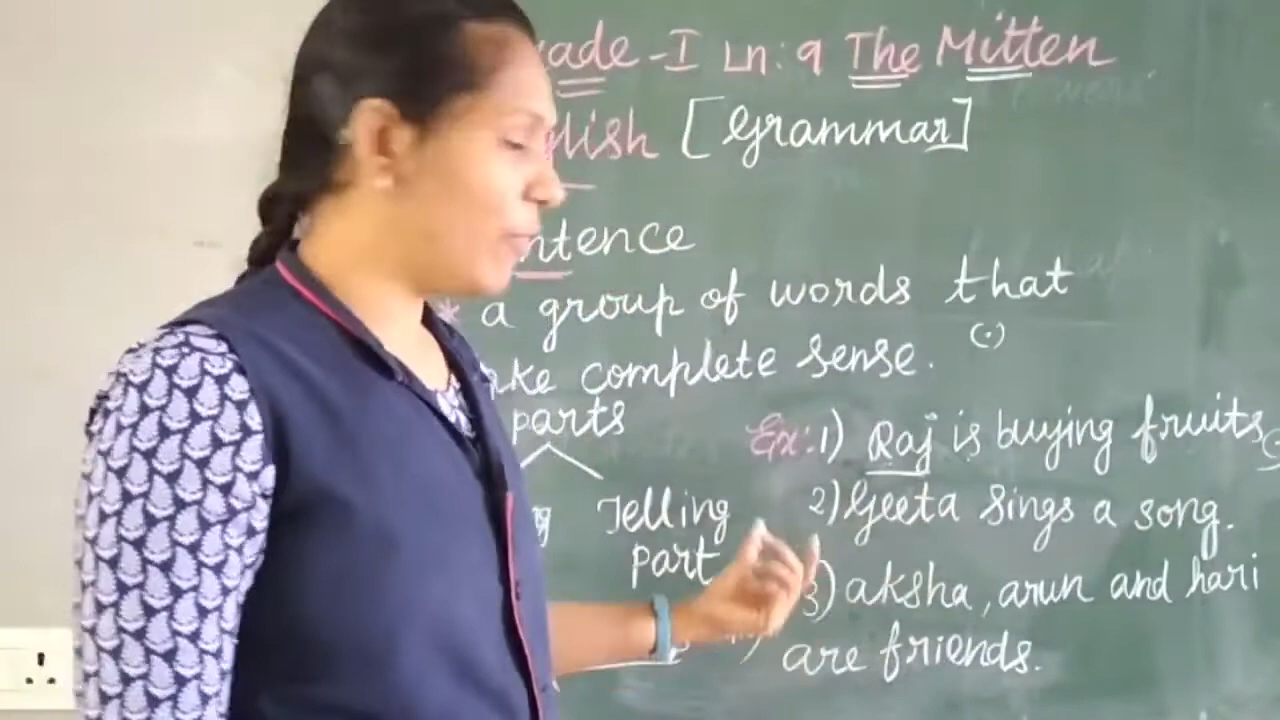 ade-I Ln: 9 The Mitten
lish [Grammar]
ntence
* a group of words that
ke complete sense. (.)
parts
Telling
part
Ex: 1) Raj is buying fruits
2) Geeta sings a song.
3) aksha, arun and hari
are friends.